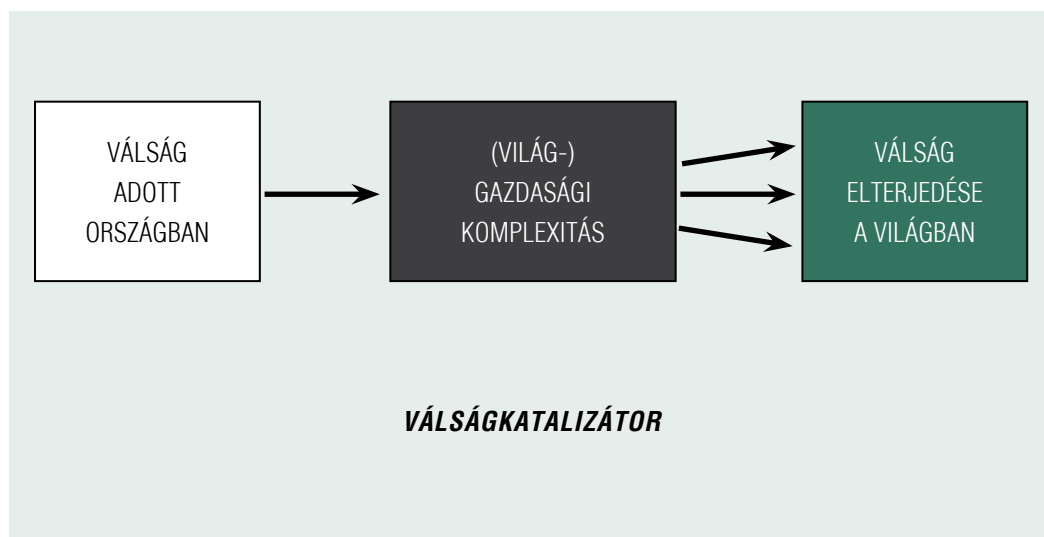 VÁLSÁG
ADOTT
ORSZÁGBAN
(VILÁG-)
GAZDASÁGI
KOMPLEXITÁS
VÁLSÁG
ELTERJEDÉSE
A VILÁGBAN
VÁLSÁGKATALIZÁTOR